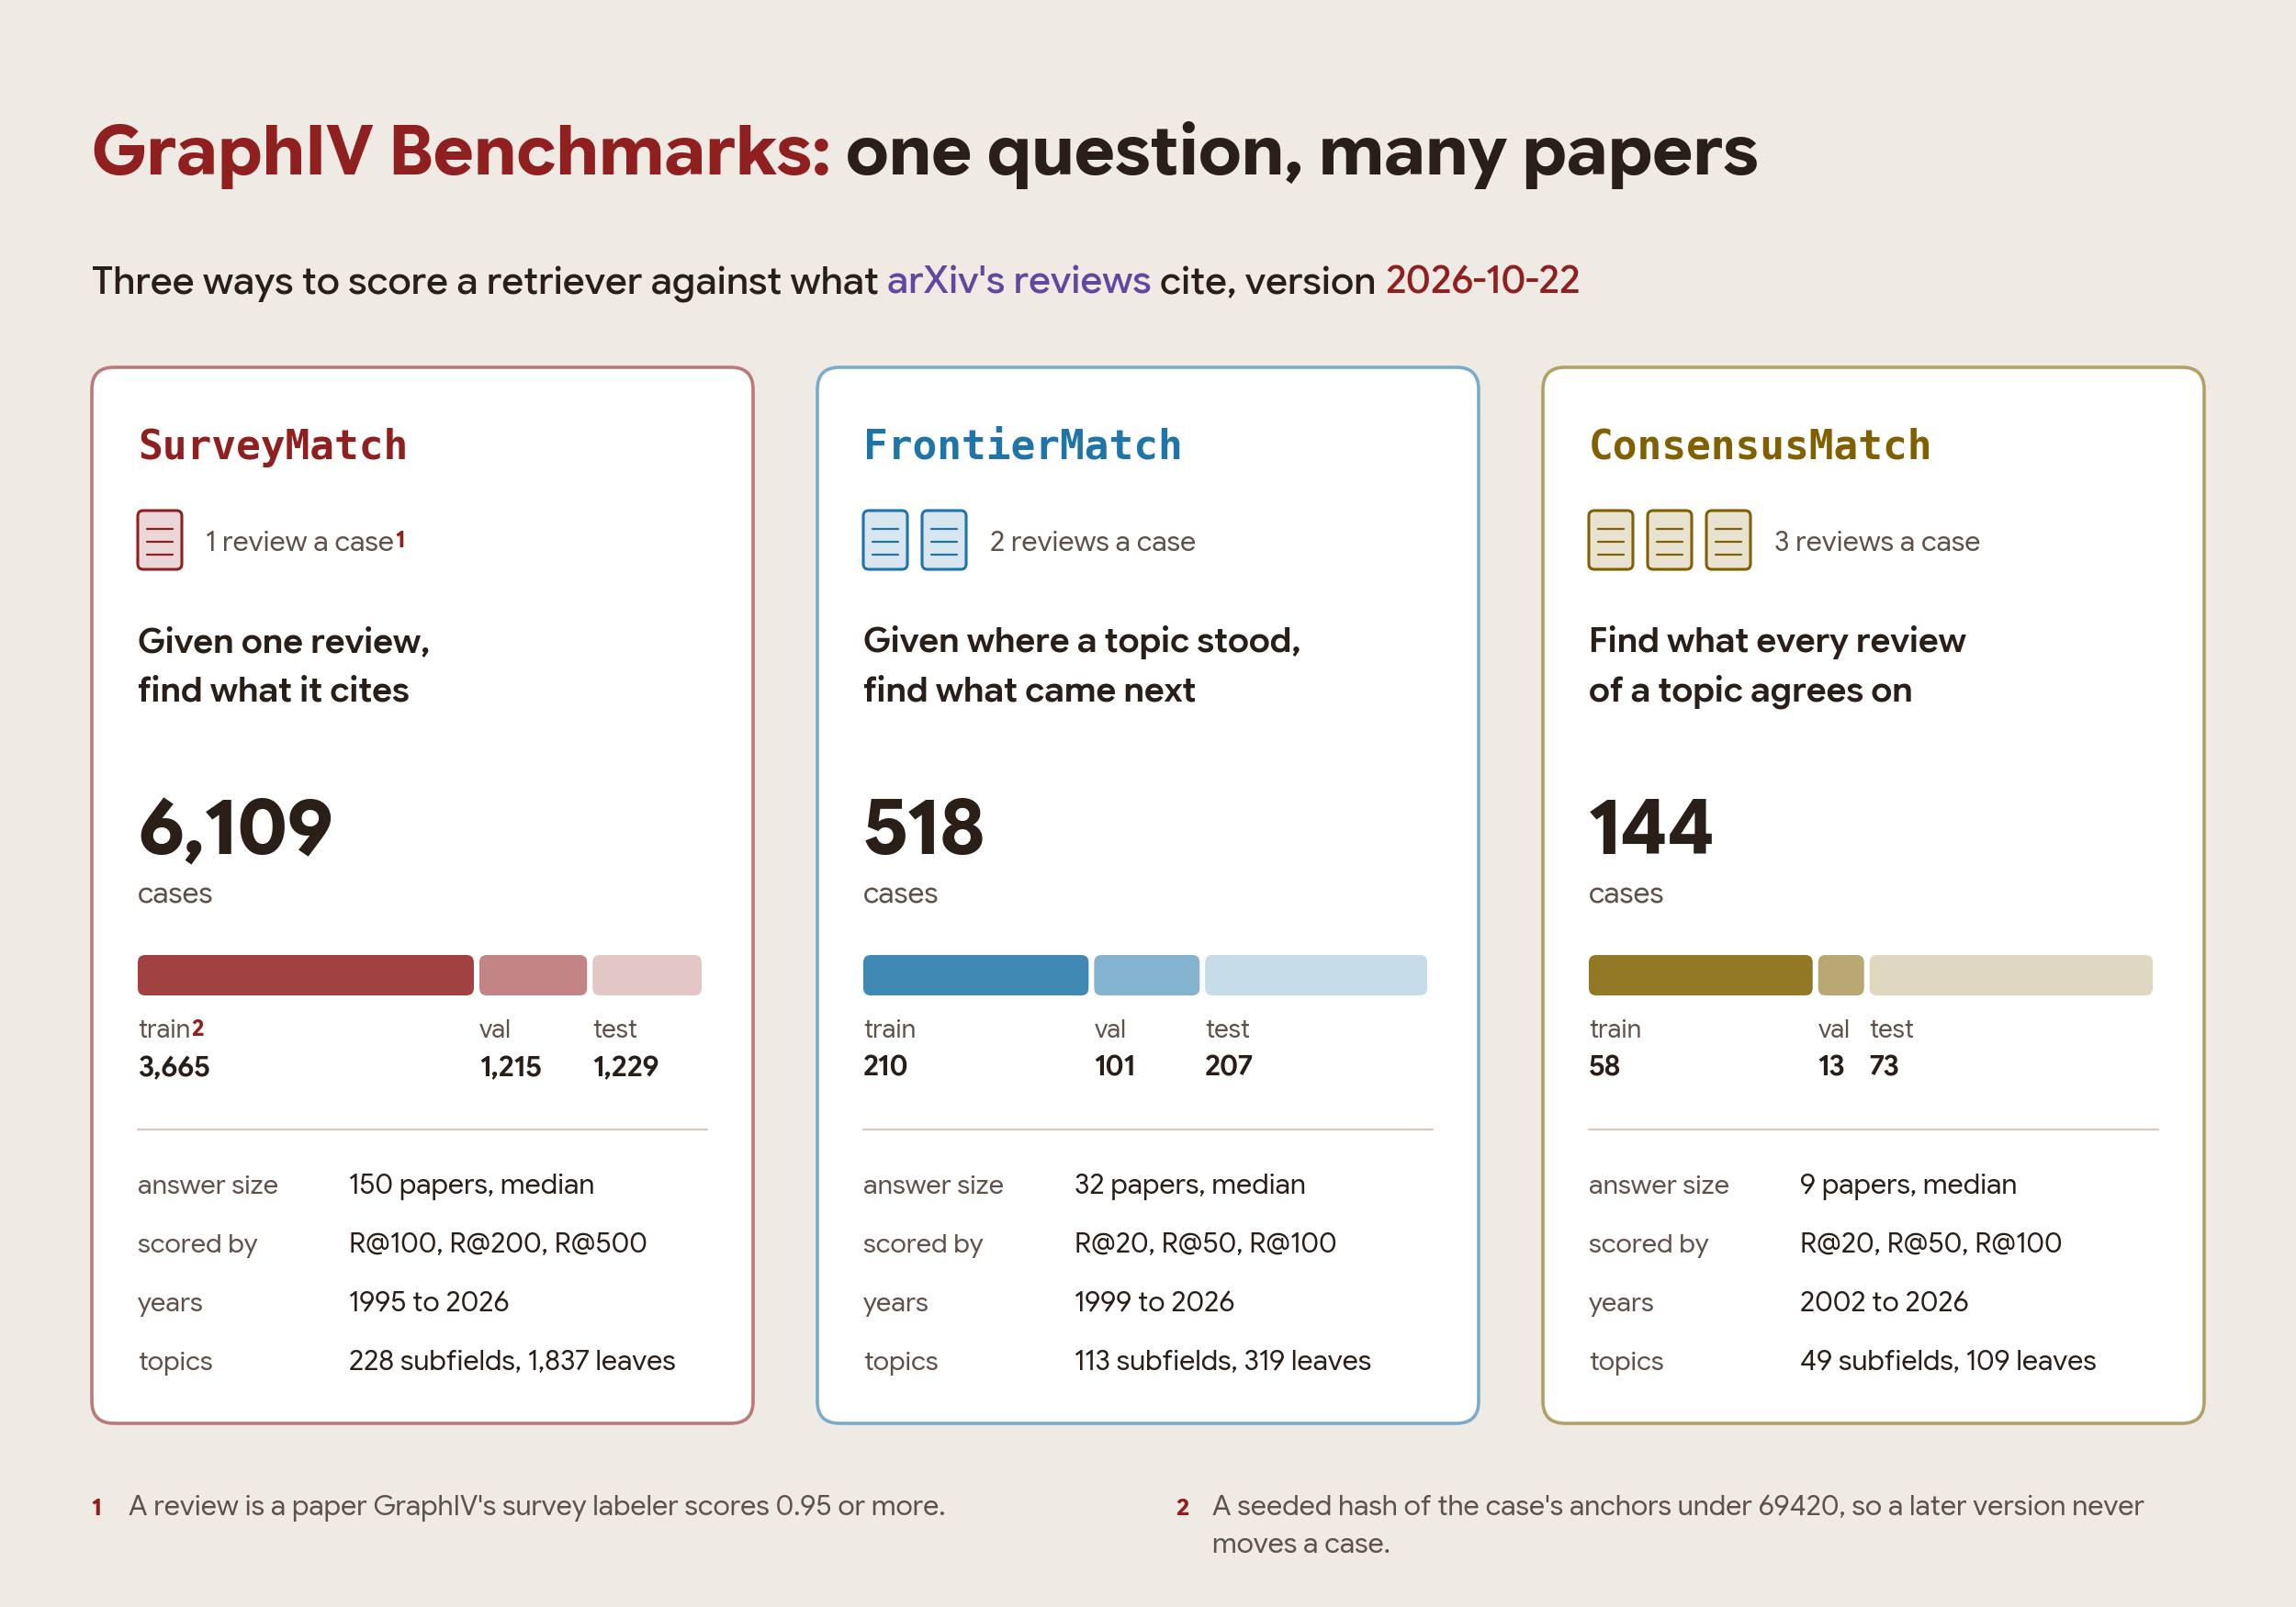 GraphIV Benchmarks: one question, many papers
Three ways to score a retriever against what arXiv's reviews cite, version 2026-10-22
SurveyMatch
1 review a case1
Given one review,
find what it cites
6,109
cases
train2 val test
3,665 1,215 1,229
answer size 150 papers, median
scored by R@100, R@200, R@500
years 1995 to 2026
topics 228 subfields, 1,837 leaves
FrontierMatch
2 reviews a case
Given where a topic stood,
find what came next
518
cases
train val test
210 101 207
answer size 32 papers, median
scored by R@20, R@50, R@100
years 1999 to 2026
topics 113 subfields, 319 leaves
ConsensusMatch
3 reviews a case
Find what every review
of a topic agrees on
144
cases
train val test
58 13 73
answer size 9 papers, median
scored by R@20, R@50, R@100
years 2002 to 2026
topics 49 subfields, 109 leaves
1 A review is a paper GraphIV's survey labeler scores 0.95 or more.
2 A seeded hash of the case's anchors under 69420, so a later version never
moves a case.